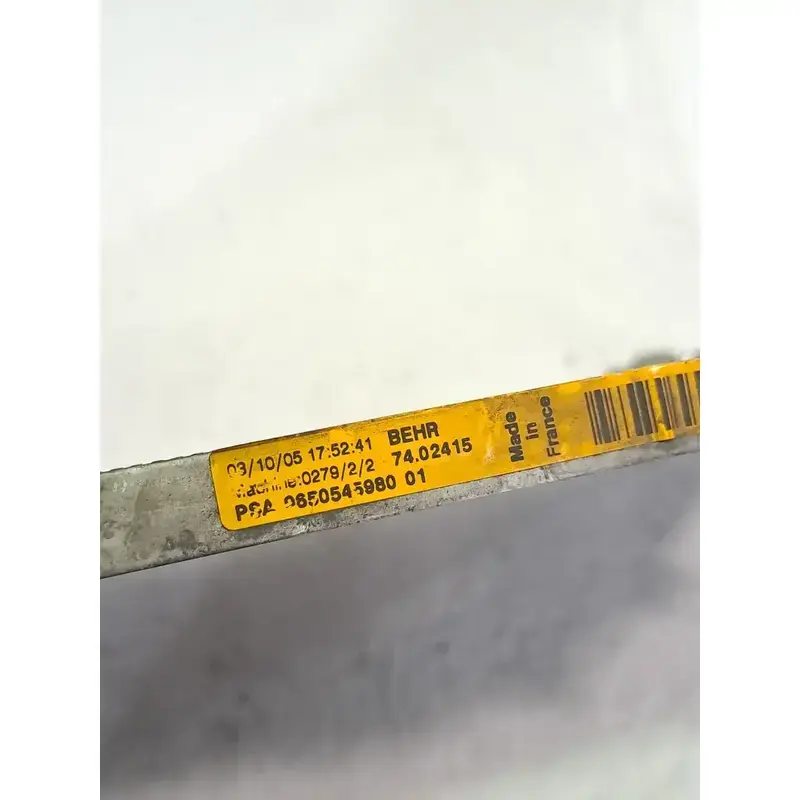 03/10/05 17:52:41 BEHR
Machine:0279/2/2 74.02415
PSA 9650545980 01
Made
in
France